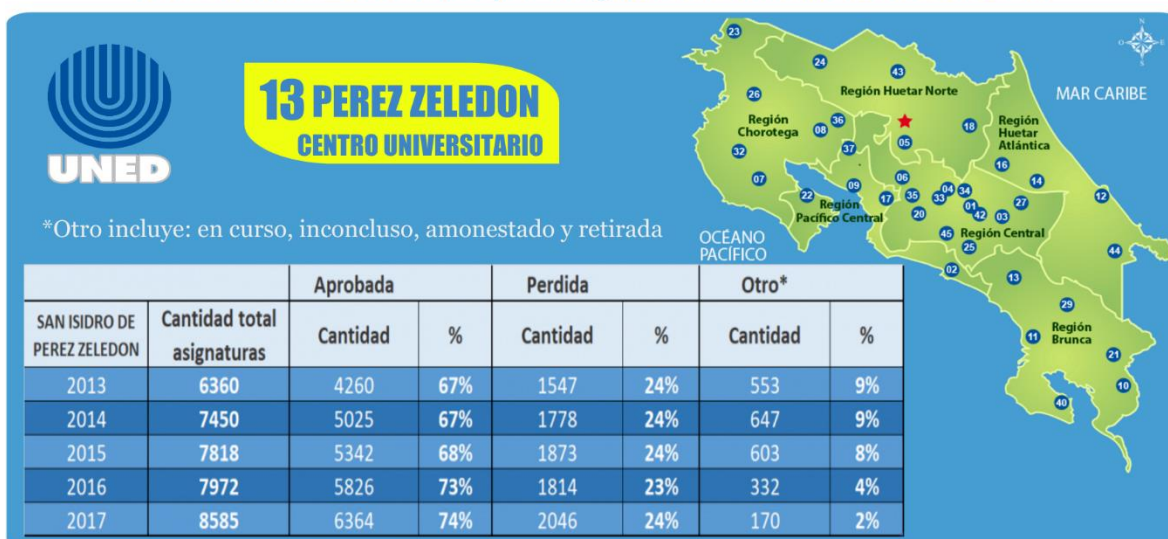 UNED
13 PEREZ ZELEDON
CENTRO UNIVERSITARIO
*Otro incluye: en curso, inconcluso, amonestado y retirada
Aprobada Perdida Otro*
SAN ISIDRO DE PEREZ ZELEDON Cantidad total asignaturas Cantidad % Cantidad % Cantidad %
2013 6360 4260 67% 1547 24% 553 9%
2014 7450 5025 67% 1778 24% 647 9%
2015 7818 5342 68% 1873 24% 603 8%
2016 7972 5826 73% 1814 23% 332 4%
2017 8585 6364 74% 2046 24% 170 2%
N
O E
S
MAR CARIBE
OCÉANO
PACÍFICO
23
24
43
Región Huetar Norte
26
Región
Chorotega
36
08
18
Región
Huetar
Atlántica
05
32
37
16
07
06
14
09
22
Región
Pacífico Central
17
35
33
04
34
01
42
03
27
12
20
Región Central
45
25
44
02
13
29
Región
Brunca
11
21
10
40